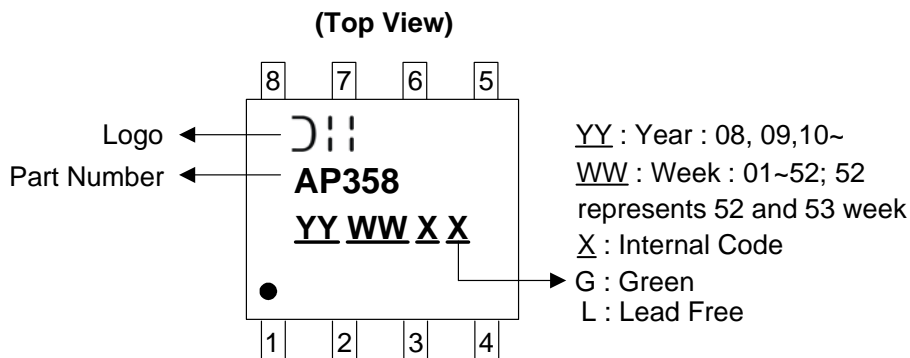 (Top View)
8 7 6 5
Logo
Part Number
AP358
YY WW X X
YY : Year : 08, 09,10~
WW : Week : 01~52; 52
represents 52 and 53 week
X : Internal Code
G : Green
L : Lead Free
1 2 3 4